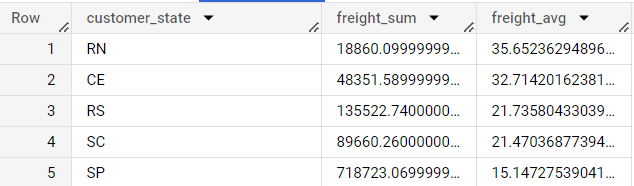 Row customer_state freight_sum freight_avg
1 RN 18860.09999999... 35.65236294896...
2 CE 48351.58999999... 32.71420162381...
3 RS 135522.7400000... 21.73580433039...
4 SC 89660.26000000... 21.47036877394...
5 SP 718723.0699999... 15.14727539041...